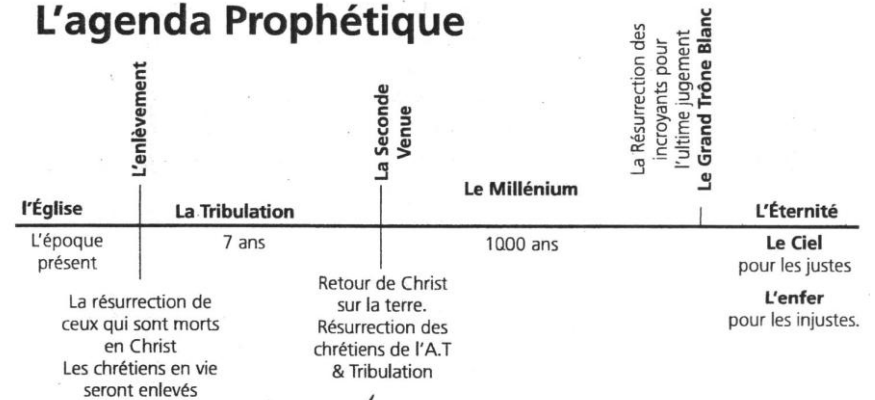 L'agenda Prophétique
L'enlèvement
La Seconde
Venue
La Résurrection des
incroyants pour
l'ultime jugement
Le Grand Trône Blanc
l'Église
La Tribulation
Le Millénium
L'Éternité
L'époque
présent
7 ans
1000 ans
Le Ciel
pour les justes
L'enfer
pour les injustes.
La résurrection de
ceux qui sont morts
en Christ
Les chrétiens en vie
seront enlevés
Retour de Christ
sur la terre.
Résurrection des
chrétiens de l'A.T
& Tribulation